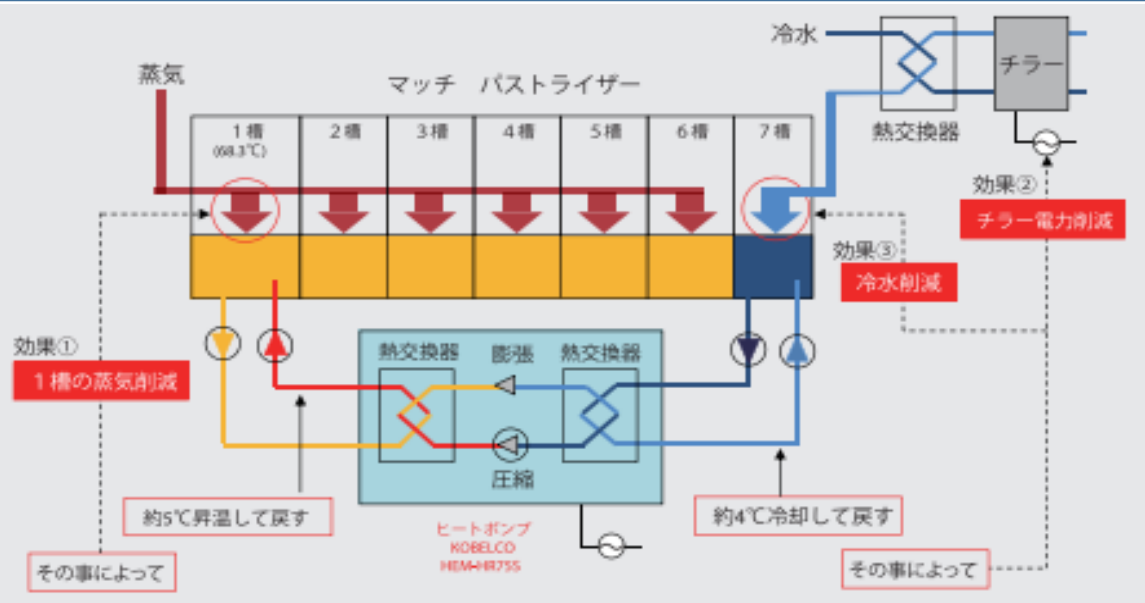 冷水
チラー
熱交換器
蒸気
マッチ パストライザー
1槽
(68.3℃)
2槽
3槽
4槽
5槽
6槽
7槽
効果②
チラー電力削減
効果③
冷水削減
効果①
1槽の蒸気削減
熱交換器
膨張
熱交換器
圧縮
約5℃昇温して戻す
約4℃冷却して戻す
ヒートポンプ
KOBELCO
HEM-HR75S
その事によって
その事によって